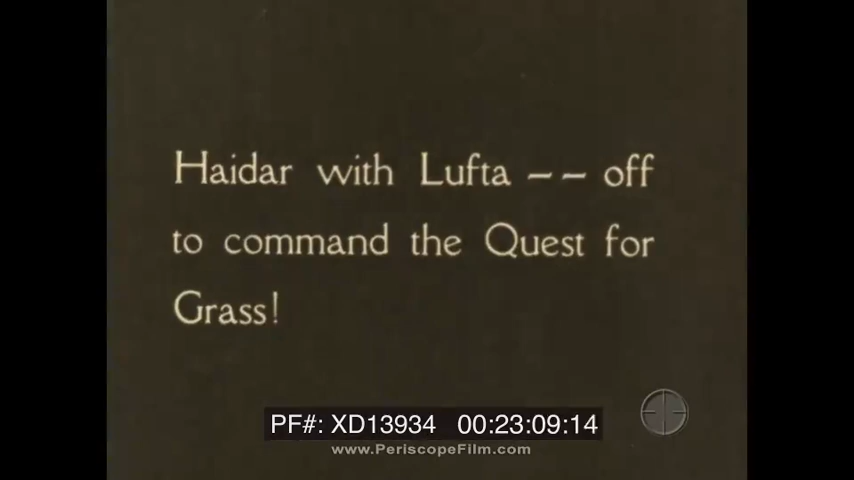 Haidar with Lufta -- off
to command the Quest for
Grass!
PF#: XD13934 00:23:09:14
www.PeriscopeFilm.com